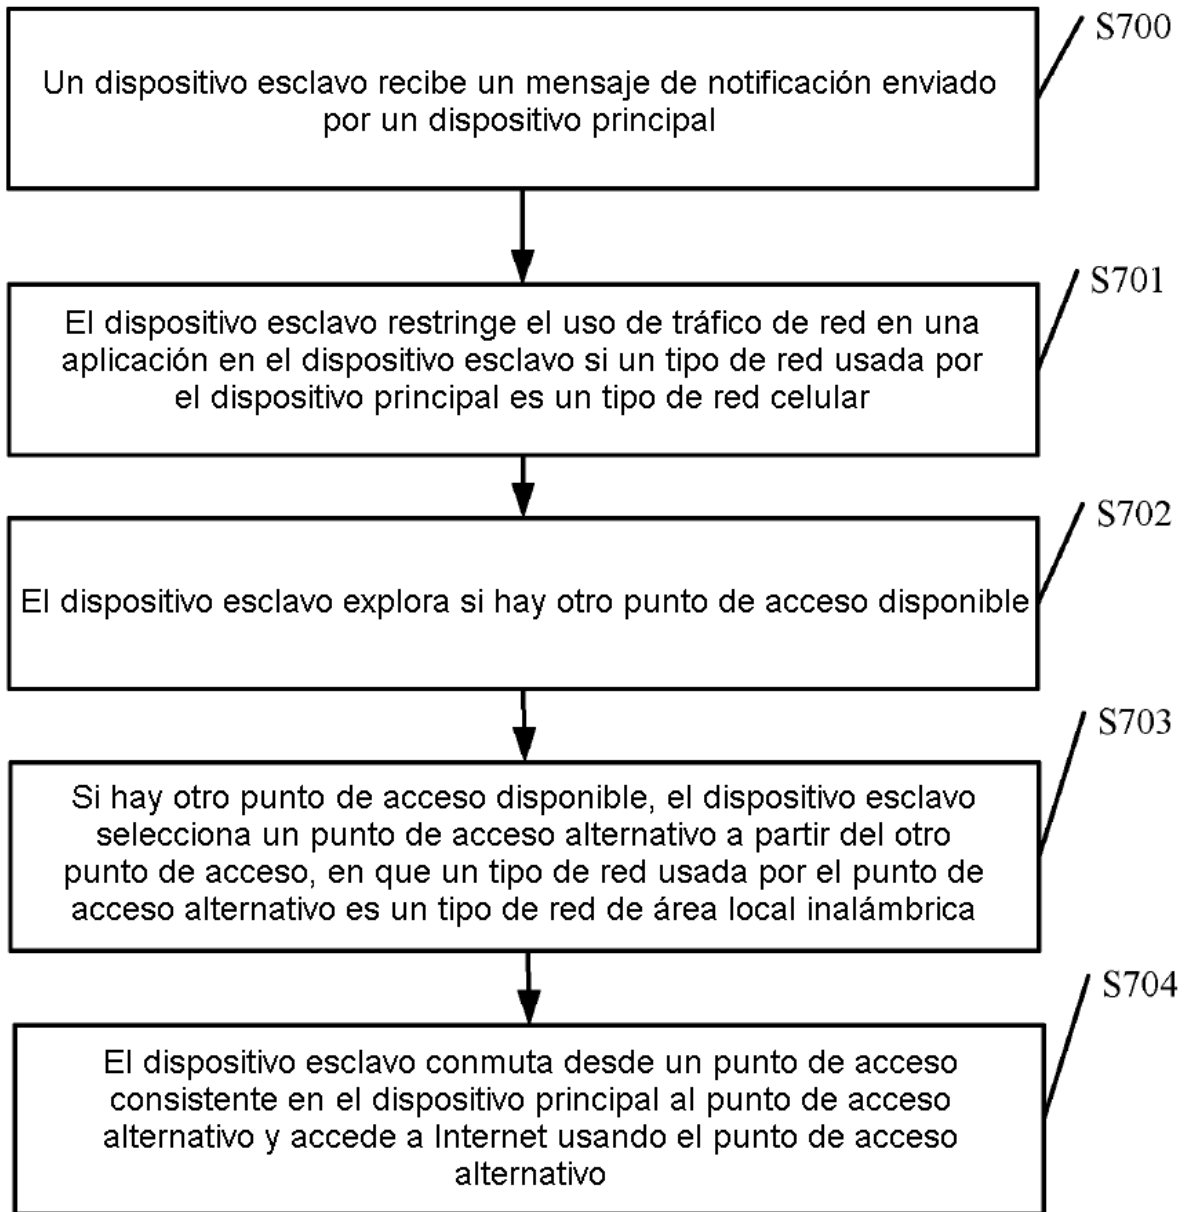 S700
Un dispositivo esclavo recibe un mensaje de notificación enviado
por un dispositivo principal
S701
El dispositivo esclavo restringe el uso de tráfico de red en una
aplicación en el dispositivo esclavo si un tipo de red usada por
el dispositivo principal es un tipo de red celular
S702
El dispositivo esclavo explora si hay otro punto de acceso disponible
S703
Si hay otro punto de acceso disponible, el dispositivo esclavo
selecciona un punto de acceso alternativo a partir del otro
punto de acceso, en que un tipo de red usada por el punto de
acceso alternativo es un tipo de red de área local inalámbrica
S704
El dispositivo esclavo conmuta desde un punto de acceso
consistente en el dispositivo principal al punto de acceso
alternativo y accede a Internet usando el punto de acceso
alternativo